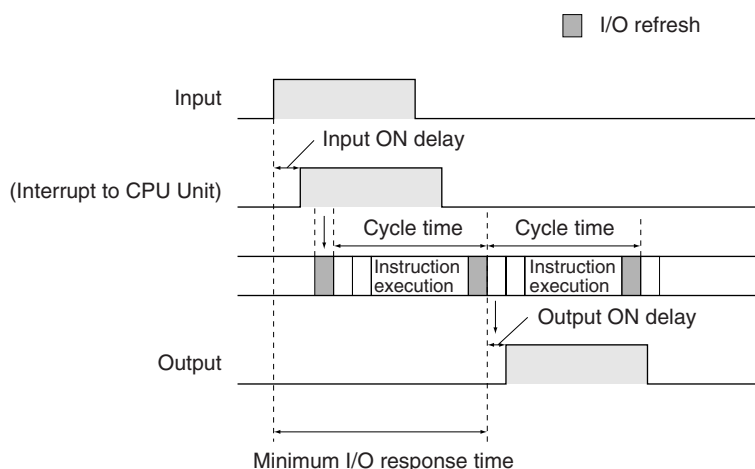 I/O refresh
Input
Input ON delay
(Interrupt to CPU Unit)
Cycle time
Cycle time
Instruction
execution
Instruction
execution
Output ON delay
Output
Minimum I/O response time